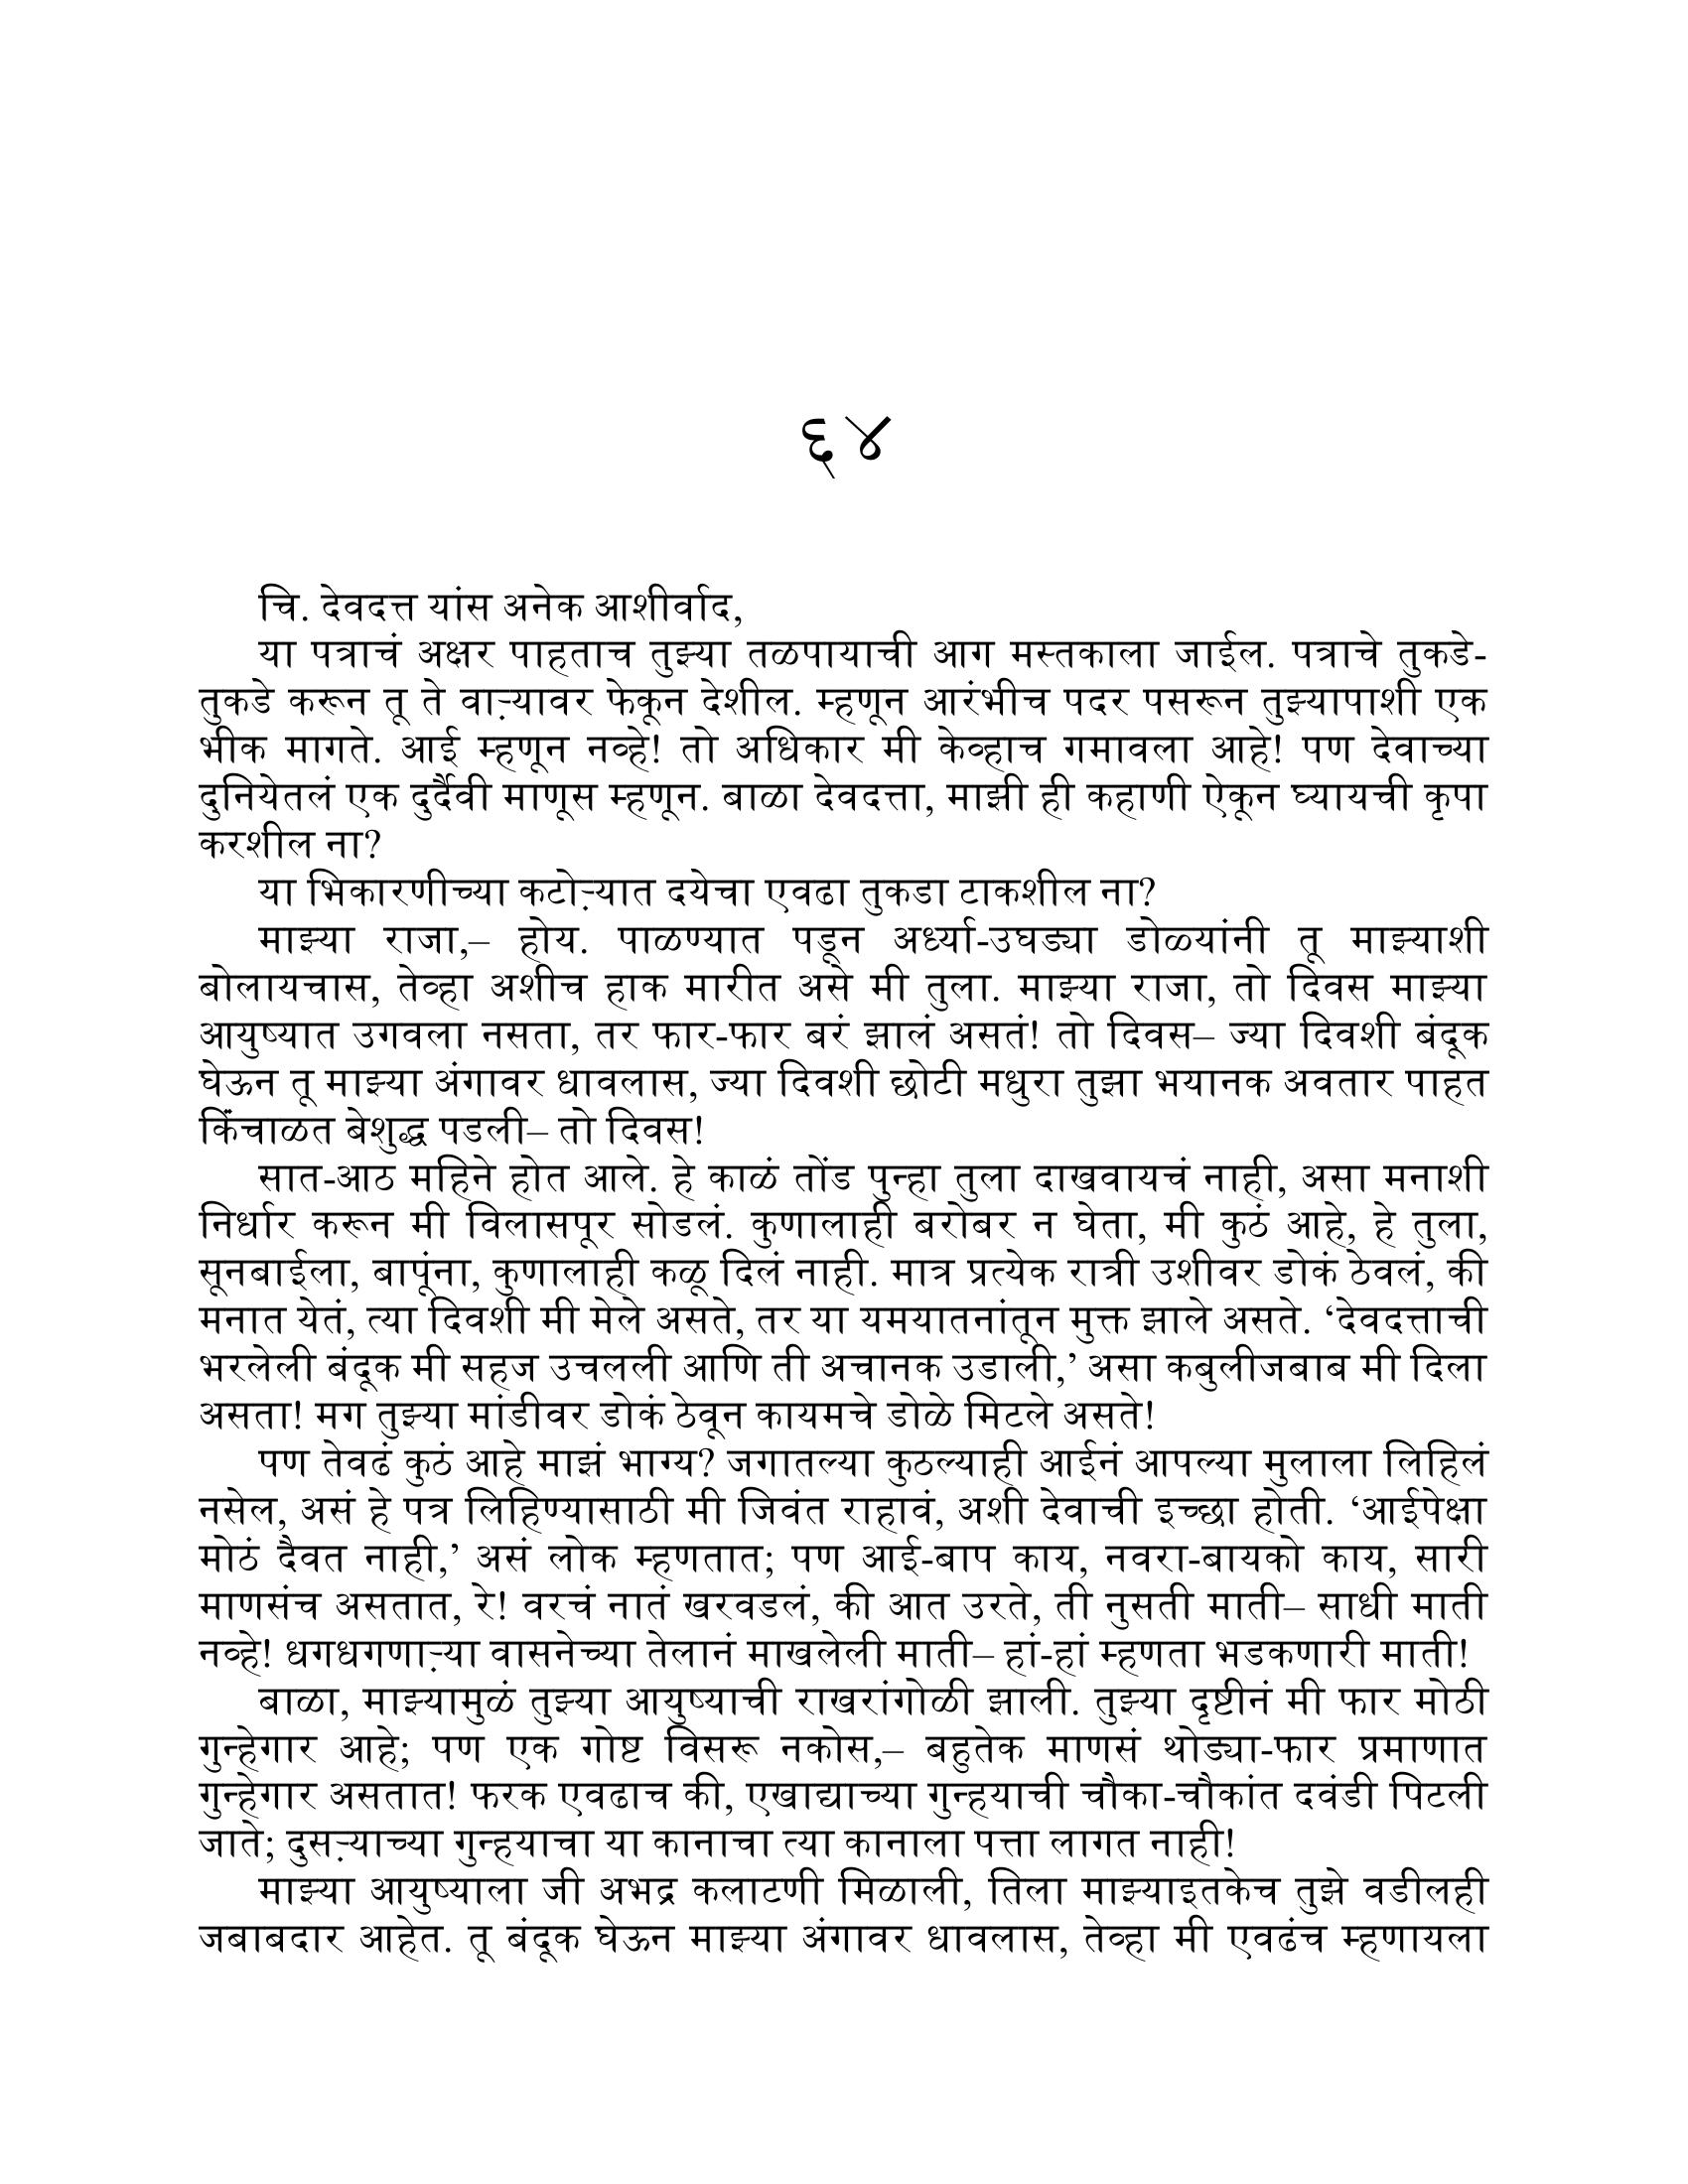 ६४
चि. देवदत्त यांस अनेक आशीर्वाद,
या पत्राचं अक्षर पाहताच तुझ्या तळपायाची आग मस्तकाला जाईल. पत्राचे तुकडे-
तुकडे करून तू ते वाऱ्यावर फेकून देशील. म्हणून आरंभीच पदर पसरून तुझ्यापाशी एक
भीक मागते. आई म्हणून नव्हे! तो अधिकार मी केव्हाच गमावला आहे! पण देवाच्या
दुनियेतलं एक दुर्दैवी माणूस म्हणून. बाळा देवदत्ता, माझी ही कहाणी ऐकून घ्यायची कृपा
करशील ना?
या भिकारणीच्या कटोऱ्यात दयेचा एवढा तुकडा टाकशील ना?
माझ्या राजा,– होय. पाळण्यात पडून अर्ध्या-उघड्या डोळ्यांनी तू माझ्याशी
बोलायचास, तेव्हा अशीच हाक मारीत असे मी तुला. माझ्या राजा, तो दिवस माझ्या
आयुष्यात उगवला नसता, तर फार-फार बरं झालं असतं! तो दिवस– ज्या दिवशी बंदूक
घेऊन तू माझ्या अंगावर धावलास, ज्या दिवशी छोटी मधुरा तुझा भयानक अवतार पाहत
किंचाळत बेशुद्ध पडली– तो दिवस!
सात-आठ महिने होत आले. हे काळं तोंड पुन्हा तुला दाखवायचं नाही, असा मनाशी
निर्धार करून मी विलासपूर सोडलं. कुणालाही बरोबर न घेता, मी कुठं आहे, हे तुला,
सूनबाईला, बापूंना, कुणालाही कळू दिलं नाही. मात्र प्रत्येक रात्री उशीवर डोकं ठेवलं, की
मनात येतं, त्या दिवशी मी मेले असते, तर या यमयातनांतून मुक्त झाले असते. ‘देवदत्ताची
भरलेली बंदूक मी सहज उचलली आणि ती अचानक उडाली,’ असा कबुलीजबाब मी दिला
असता! मग तुझ्या मांडीवर डोकं ठेवून कायमचे डोळे मिटले असते!
पण तेवढं कुठं आहे माझं भाग्य? जगातल्या कुठल्याही आईनं आपल्या मुलाला लिहिलं
नसेल, असं हे पत्र लिहिण्यासाठी मी जिवंत राहावं, अशी देवाची इच्छा होती. ‘आईपेक्षा
मोठं दैवत नाही,’ असं लोक म्हणतात; पण आई-बाप काय, नवरा-बायको काय, सारी
माणसंच असतात, रे! वरचं नातं खरवडलं, की आत उरते, ती नुसती माती– साधी माती
नव्हे! धगधगणाऱ्या वासनेच्या तेलानं माखलेली माती– हां-हां म्हणता भडकणारी माती!
बाळा, माझ्यामुळं तुझ्या आयुष्याची राखरांगोळी झाली. तुझ्या दृष्टीनं मी फार मोठी
गुन्हेगार आहे; पण एक गोष्ट विसरू नकोस,– बहुतेक माणसं थोड्या-फार प्रमाणात
गुन्हेगार असतात! फरक एवढाच की, एखाद्याच्या गुन्हयाची चौका-चौकांत दवंडी पिटली
जाते; दुसऱ्याच्या गुन्हयाचा या कानाचा त्या कानाला पत्ता लागत नाही!
माझ्या आयुष्याला जी अभद्र कलाटणी मिळाली, तिला माझ्याइतकेच तुझे वडीलही
जबाबदार आहेत. तू बंदूक घेऊन माझ्या अंगावर धावलास, तेव्हा मी एवढंच म्हणायला